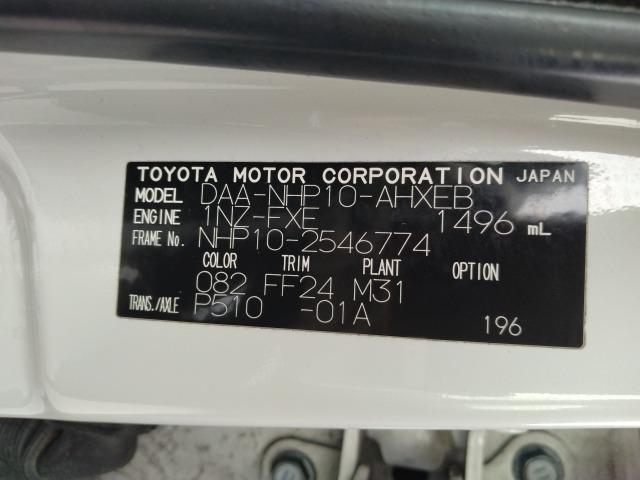 TOYOTA MOTOR CORPORATION JAPAN
MODEL DAA-NHP10-AHXEB
ENGINE 1NZ-FXE 1496 mL
FRAME No. NHP10-2546774
COLOR TRIM PLANT OPTION
082 FF24 M31
TRANS./AXLE P510 -01A
196